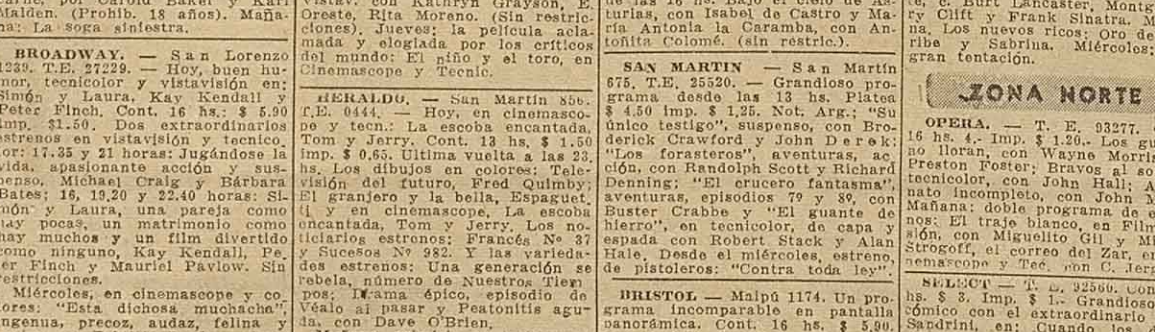 Malden. (Prohib. 18 años). Maña-
na: La soga siniestra.
BROADWAY. — San Lorenzo
1239. T.E. 27229. — Hoy, buen hu-
mor, tecnicolor y vistavisión en:
Simón y Laura, Kay Kendall y
Peter Finch. Cont. 16 hs.: $ 5.90
Imp. $1.50. Dos extraordinarios
estrenos en vistavisión y tecnico.
lor: 17.35 y 21 horas: Jugándose la
vida, apasionante acción y sus-
penso, Michael Craig y Bárbara
Bates; 16, 19.20 y 22.40 horas: Si-
món y Laura, una pareja como
hay pocas, un matrimonio como
hay muchos y un film divertido
como ninguno, Kay Kendall, Pe.
er Finch y Mauriel Pavlow. Sin
restricciones.
Miércoles, en cinemascope y co
lores: "Esta dichosa muchacha",
ingenua, precoz, audaz, felina y
Vistav. con Kathryn Grayson, E.
Oreste, Rita Moreno. (Sin restric-
ciones). Jueves: la película acla-
mada y elogiada por los críticos
del mundo: El niño y el toro, en
Cinemascope y Tecnic.
HERALDO. — San Martín 856.
T.E. 0444. — Hoy, en cinemasco-
pe y tecn.: La escoba encantada,
Tom y Jerry. Cont. 13 hs, $ 1.50
imp. $ 0.65. Ultima vuelta a las 23.
hs. Los dibujos en colores: Tele-
visión del futuro, Fred Quimby;
El granjero y la bella, Espaguet.
ti y en cinemascope, La escoba
encantada, Tom y Jerry. Los no-
ticiarios estrenos: Francés Nº 37
y Sucesos Nº 982. Y las varieda-
des estrenos: Una generación se
rebela, número de Nuestros Tiem
pos; Drama épico, episodio de
Véalo al pasar y Peatonitis agu-
da, con Dave O'Brien.
de las 16 hs. Bajo el cielo de As-
turias, con Isabel de Castro y Ma-
ría Antonia la Caramba, con An-
toñita Colomé. (sin restric.).
SAN MARTIN — San Martín
675. T.E. 25520. — Grandioso pro-
grama desde las 13 hs. Platea
$ 4.50 Imp. $ 1.25. Not. Arg.; "Su
único testigo", suspenso, con Bro-
derick Crawford y John Derek;
"Los forasteros", aventuras, ac
ción, con Randolph Scott y Richard
Denning; "El crucero fantasma",
aventuras, episodios 7º y 8º, con
Buster Crabbe y "El guante de
hierro", en tecnicolor, de capa y
espada con Robert Stack y Alan
Hale. Desde el miércoles, estreno,
de pistoleros: "Contra toda ley".
BRISTOL — Maipú 1174. Un pro-
grama incomparable en pantalla
panorámica. Cont. 16 hs. $ 5.90.
Burt Lancaster, Montg
ry Clift y Frank Sinatra. M
na. Los nuevos ricos; Oro de
ribe y Sabrina. Miércoles:
gran tentación.
ZONA NORTE
OPERA. — T. E. 93277.
16 hs. 4.- Imp. $ 1.20.- Los gu
no lloran, con Wayne Morris
Preston Foster; Bravos al so
tecnicolor, con John Hall; A
nato incompleto, con John M
Mañana: doble programa de e
nos: El traje blanco, en Film
sión, con Miguelito Gil y Mi
Strogoff, el correo del Zar, en
nemascope y Tec. con C. Jerg
SELECT — T. E. 92560. Con
hs. $ 3. Imp. $ 1.- Grandioso
cómico con el extraordinario
Sandrini, en: Cuando los